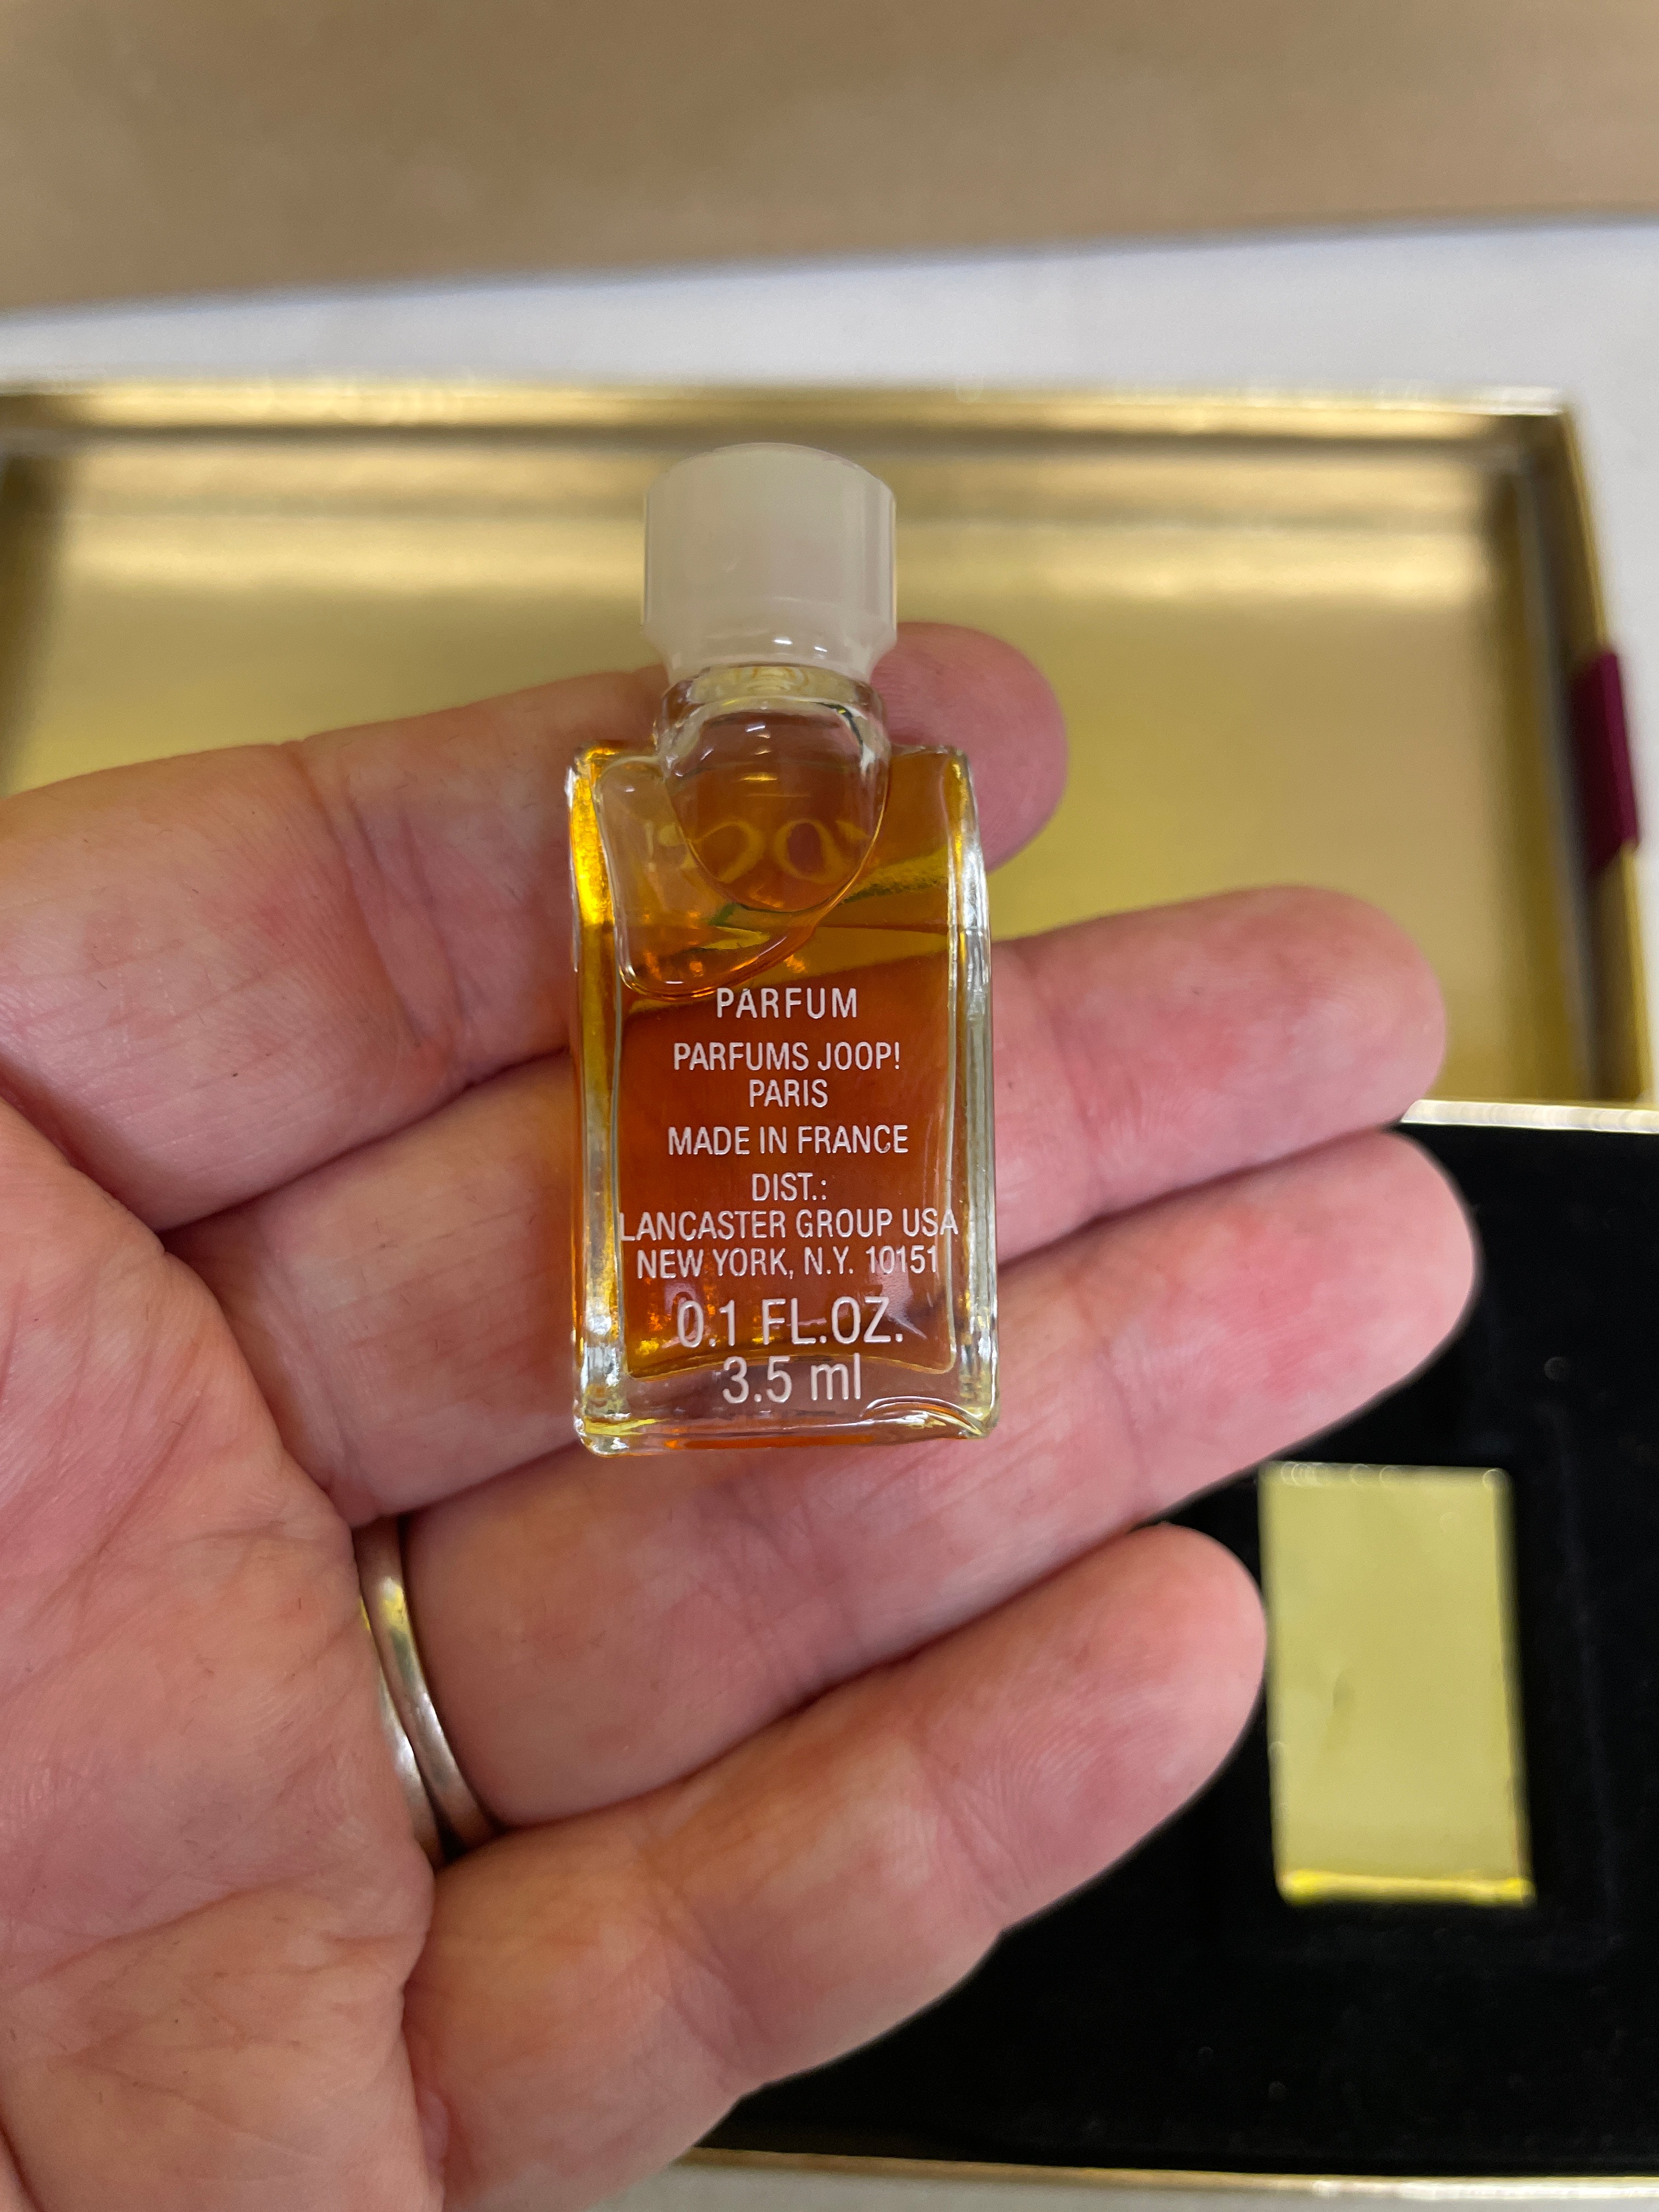 PARFUM
PARFUMS JOOP!
PARIS
MADE IN FRANCE
DIST.:
LANCASTER GROUP USA
NEW YORK, N.Y. 10151
0.1 FL.OZ.
3.5 ml